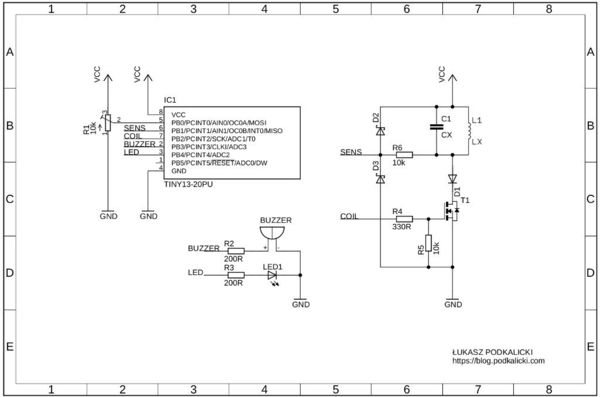 1 2 3 4 5 6 7 8
A A
VCC VCC VCC
IC1
8 VCC
R1 10k 3 2 1
5 PB0/PCINT0/AIN0/OC0A/MOSI
SENS 6 PB1/PCINT1/AIN1/OC0B/INT0/MISO
COIL 7 PB2/PCINT2/SCK/ADC1/T0
BUZZER 2 PB3/PCINT3/CLKI/ADC3
LED 3 PB4/PCINT4/ADC2
1 PB5/PCINT5/RESET/ADC0/DW
4 GND
TINY13-20PU
B B
D2
C1 L1
CX LX
SENS R6
10k
D3
D1
C C
GND GND
T1
COIL R4
330R
R5 10k
BUZZER
BUZZER R2 + -
200R
LED R3 LED1
200R
D D
GND GND
E E
ŁUKASZ PODKALICKI
https://blog.podkalicki.com
1 2 3 4 5 6 7 8